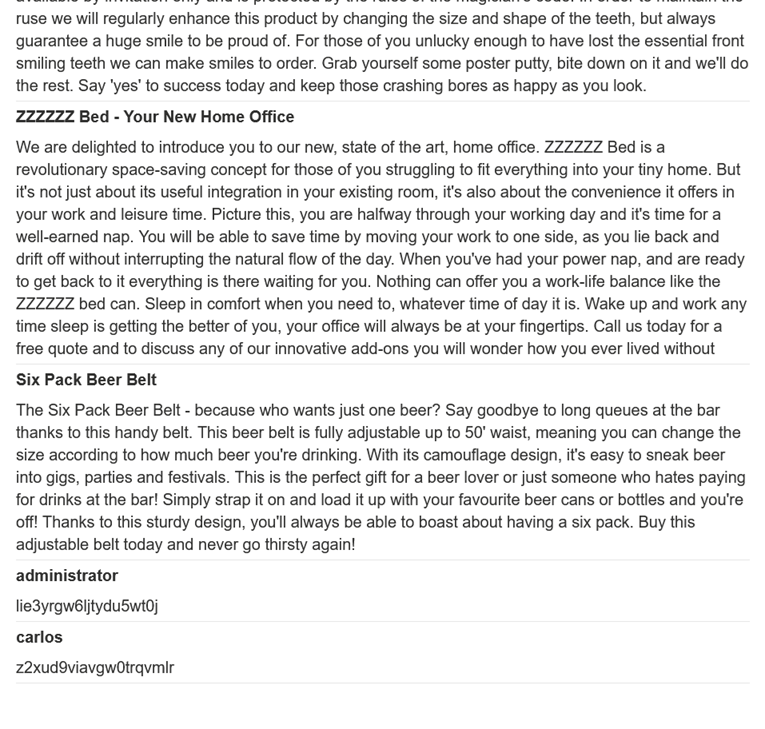 ruse we will regularly enhance this product by changing the size and shape of the teeth, but always
guarantee a huge smile to be proud of. For those of you unlucky enough to have lost the essential front
smiling teeth we can make smiles to order. Grab yourself some poster putty, bite down on it and we'll do
the rest. Say 'yes' to success today and keep those crashing bores as happy as you look.
ZZZZZZ Bed - Your New Home Office
We are delighted to introduce you to our new, state of the art, home office. ZZZZZZ Bed is a
revolutionary space-saving concept for those of you struggling to fit everything into your tiny home. But
it's not just about its useful integration in your existing room, it's also about the convenience it offers in
your work and leisure time. Picture this, you are halfway through your working day and it's time for a
well-earned nap. You will be able to save time by moving your work to one side, as you lie back and
drift off without interrupting the natural flow of the day. When you've had your power nap, and are ready
to get back to it everything is there waiting for you. Nothing can offer you a work-life balance like the
ZZZZZZ bed can. Sleep in comfort when you need to, whatever time of day it is. Wake up and work any
time sleep is getting the better of you, your office will always be at your fingertips. Call us today for a
free quote and to discuss any of our innovative add-ons you will wonder how you ever lived without
Six Pack Beer Belt
The Six Pack Beer Belt - because who wants just one beer? Say goodbye to long queues at the bar
thanks to this handy belt. This beer belt is fully adjustable up to 50' waist, meaning you can change the
size according to how much beer you're drinking. With its camouflage design, it's easy to sneak beer
into gigs, parties and festivals. This is the perfect gift for a beer lover or just someone who hates paying
for drinks at the bar! Simply strap it on and load it up with your favourite beer cans or bottles and you're
off! Thanks to this sturdy design, you'll always be able to boast about having a six pack. Buy this
adjustable belt today and never go thirsty again!
administrator
lie3yrgw6ljtydu5wt0j
carlos
z2xud9viavgw0trqvmlr